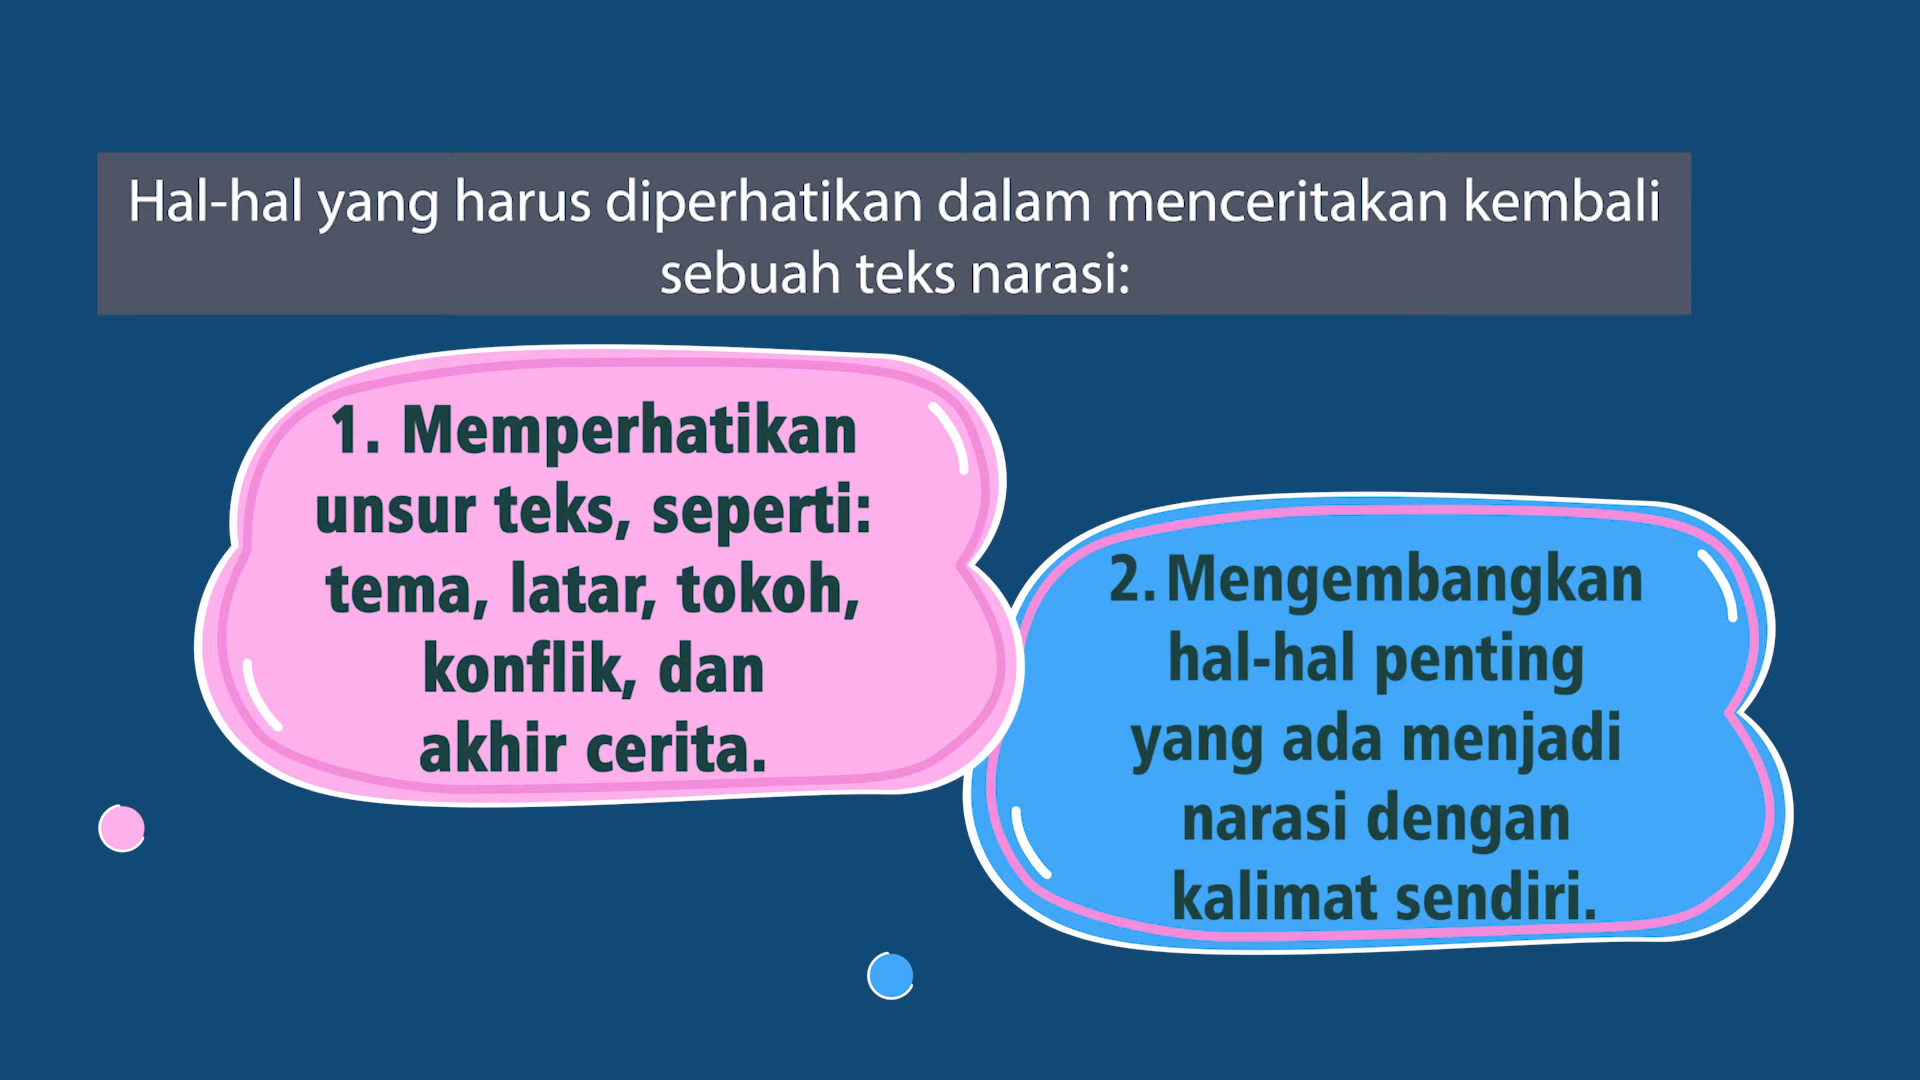 Hal-hal yang harus diperhatikan dalam menceritakan kembali
sebuah teks narasi:
1. Memperhatikan
unsur teks, seperti:
tema, latar, tokoh,
konflik, dan
akhir cerita.
2. Mengembangkan
hal-hal penting
yang ada menjadi
narasi dengan
kalimat sendiri.